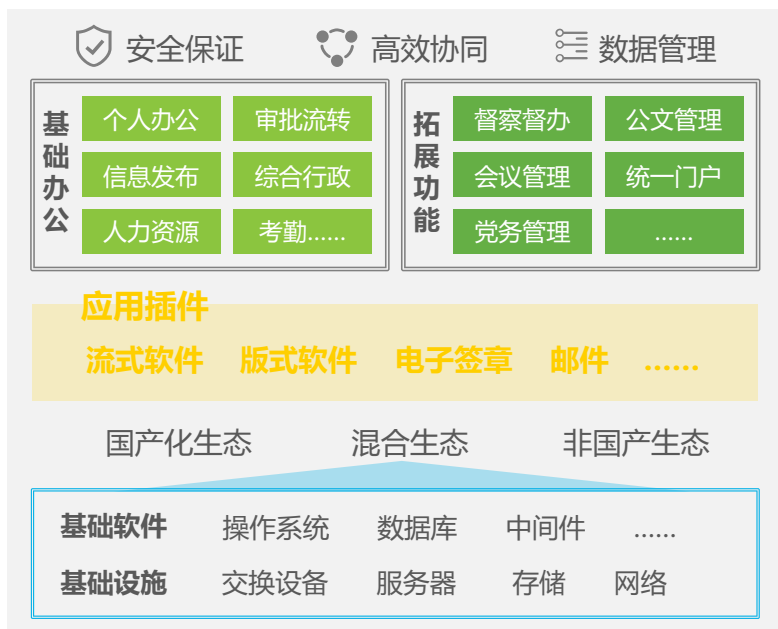 安全保证 高效协同 数据管理
基础办公
个人办公 审批流转
信息发布 综合行政
人力资源 考勤......
拓展功能
督察督办 公文管理
会议管理 统一门户
党务管理 ......
应用插件
流式软件 版式软件 电子签章 邮件 ......
国产化生态 混合生态 非国产生态
基础软件 操作系统 数据库 中间件 ......
基础设施 交换设备 服务器 存储 网络